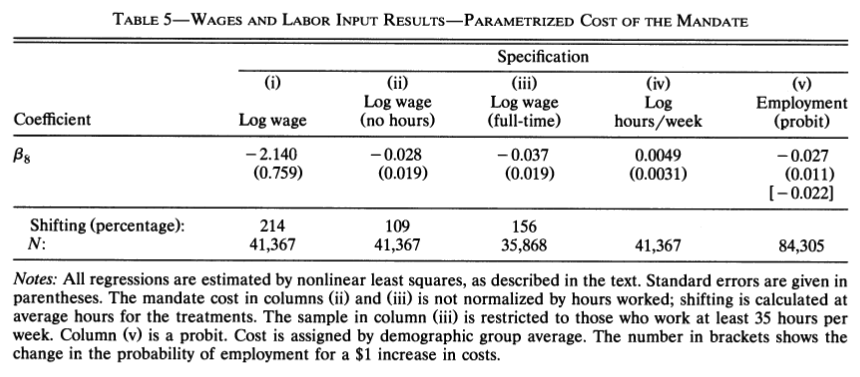 TABLE 5—WAGES AND LABOR INPUT RESULTS—PARAMETRIZED COST OF THE MANDATE
Specification
(i) (ii) (iii) (iv) (v)
Log wage Log wage Log Employment
Coefficient Log wage (no hours) (full-time) hours/week (probit)
β8 −2.140 −0.028 −0.037 0.0049 −0.027
(0.759) (0.019) (0.019) (0.0031) (0.011)
[−0.022]
Shifting (percentage): 214 109 156
N: 41,367 41,367 35,868 41,367 84,305
Notes: All regressions are estimated by nonlinear least squares, as described in the text. Standard errors are given in
parentheses. The mandate cost in columns (ii) and (iii) is not normalized by hours worked; shifting is calculated at
average hours for the treatments. The sample in column (iii) is restricted to those who work at least 35 hours per
week. Column (v) is a probit. Cost is assigned by demographic group average. The number in brackets shows the
change in the probability of employment for a $1 increase in costs.